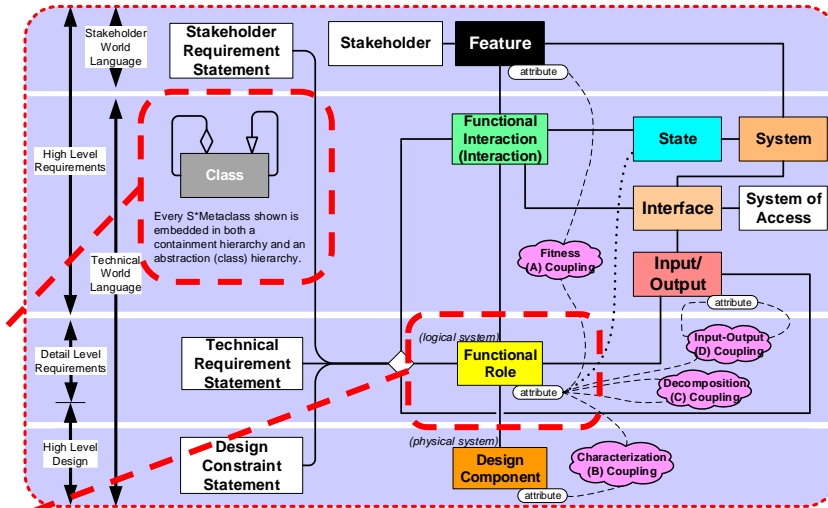 Stakeholder
World
Language
Stakeholder
Requirement
Statement
Stakeholder
Feature
attribute
High Level
Requirements
Class
Every S*Metaclass shown is
embedded in both a
containment hierarchy and an
abstraction (class) hierarchy.
Functional
Interaction
(Interaction)
State
System
Interface
System of
Access
Technical
World
Language
Fitness
(A) Coupling
Input/
Output
attribute
Detail Level
Requirements
Technical
Requirement
Statement
(logical system)
Functional
Role
attribute
Input-Output
(D) Coupling
Decomposition
(C) Coupling
High Level
Design
Design
Constraint
Statement
(physical system)
Design
Component
attribute
Characterization
(B) Coupling